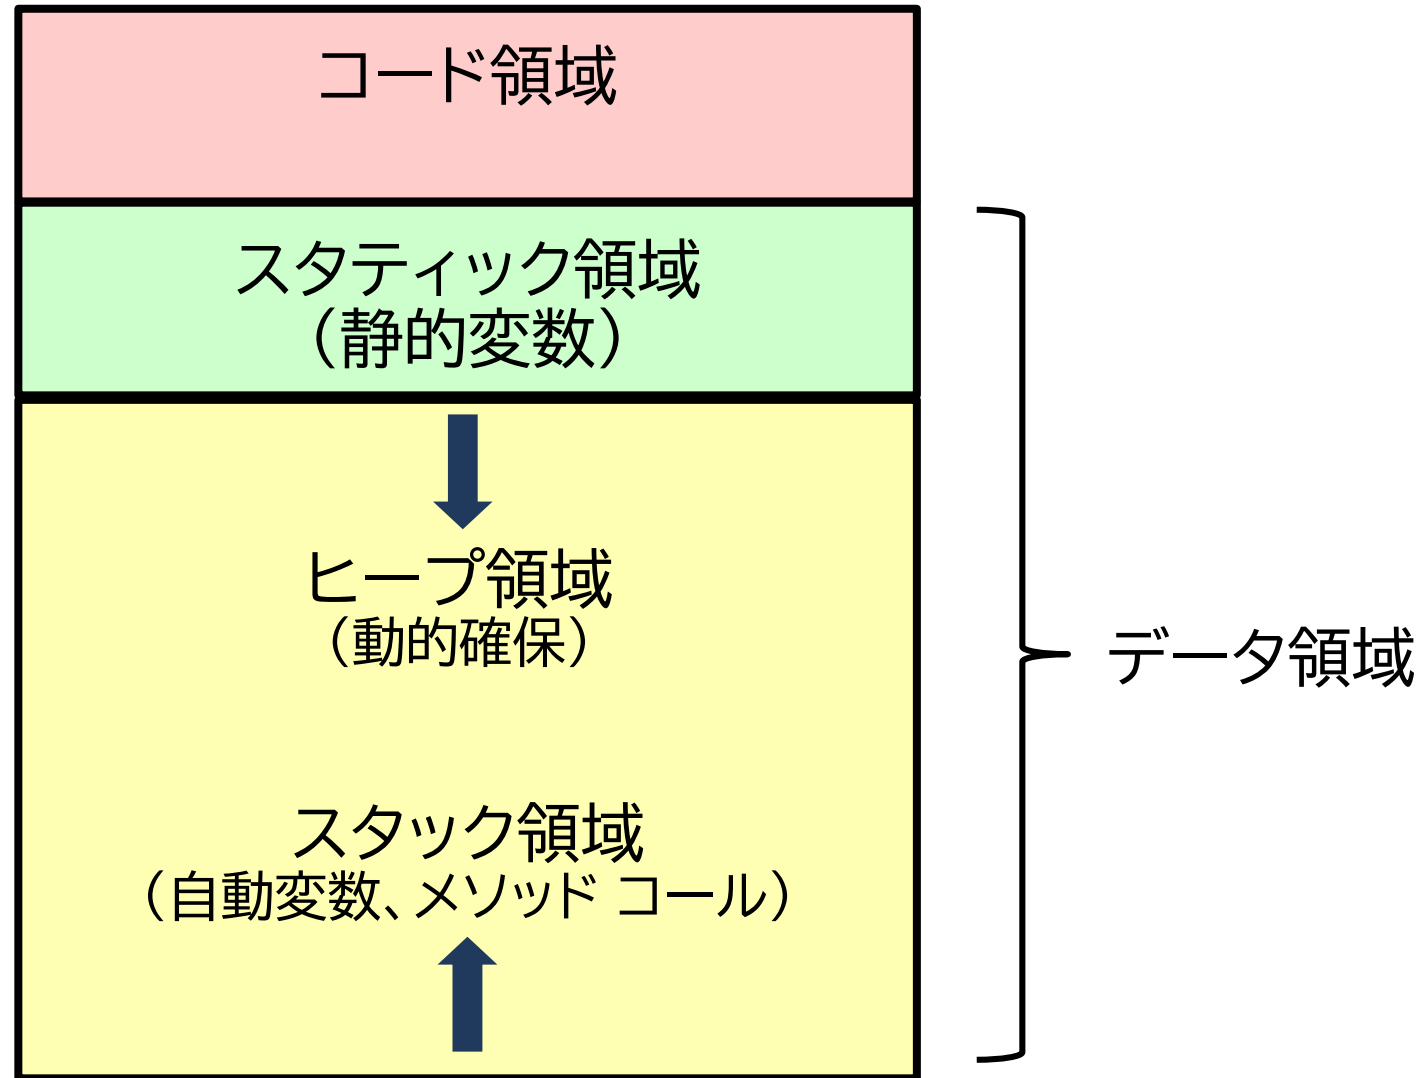 コード領域
スタティック領域
（静的変数）
ヒープ領域
（動的確保）
データ領域
スタック領域
（自動変数、メソッド コール）